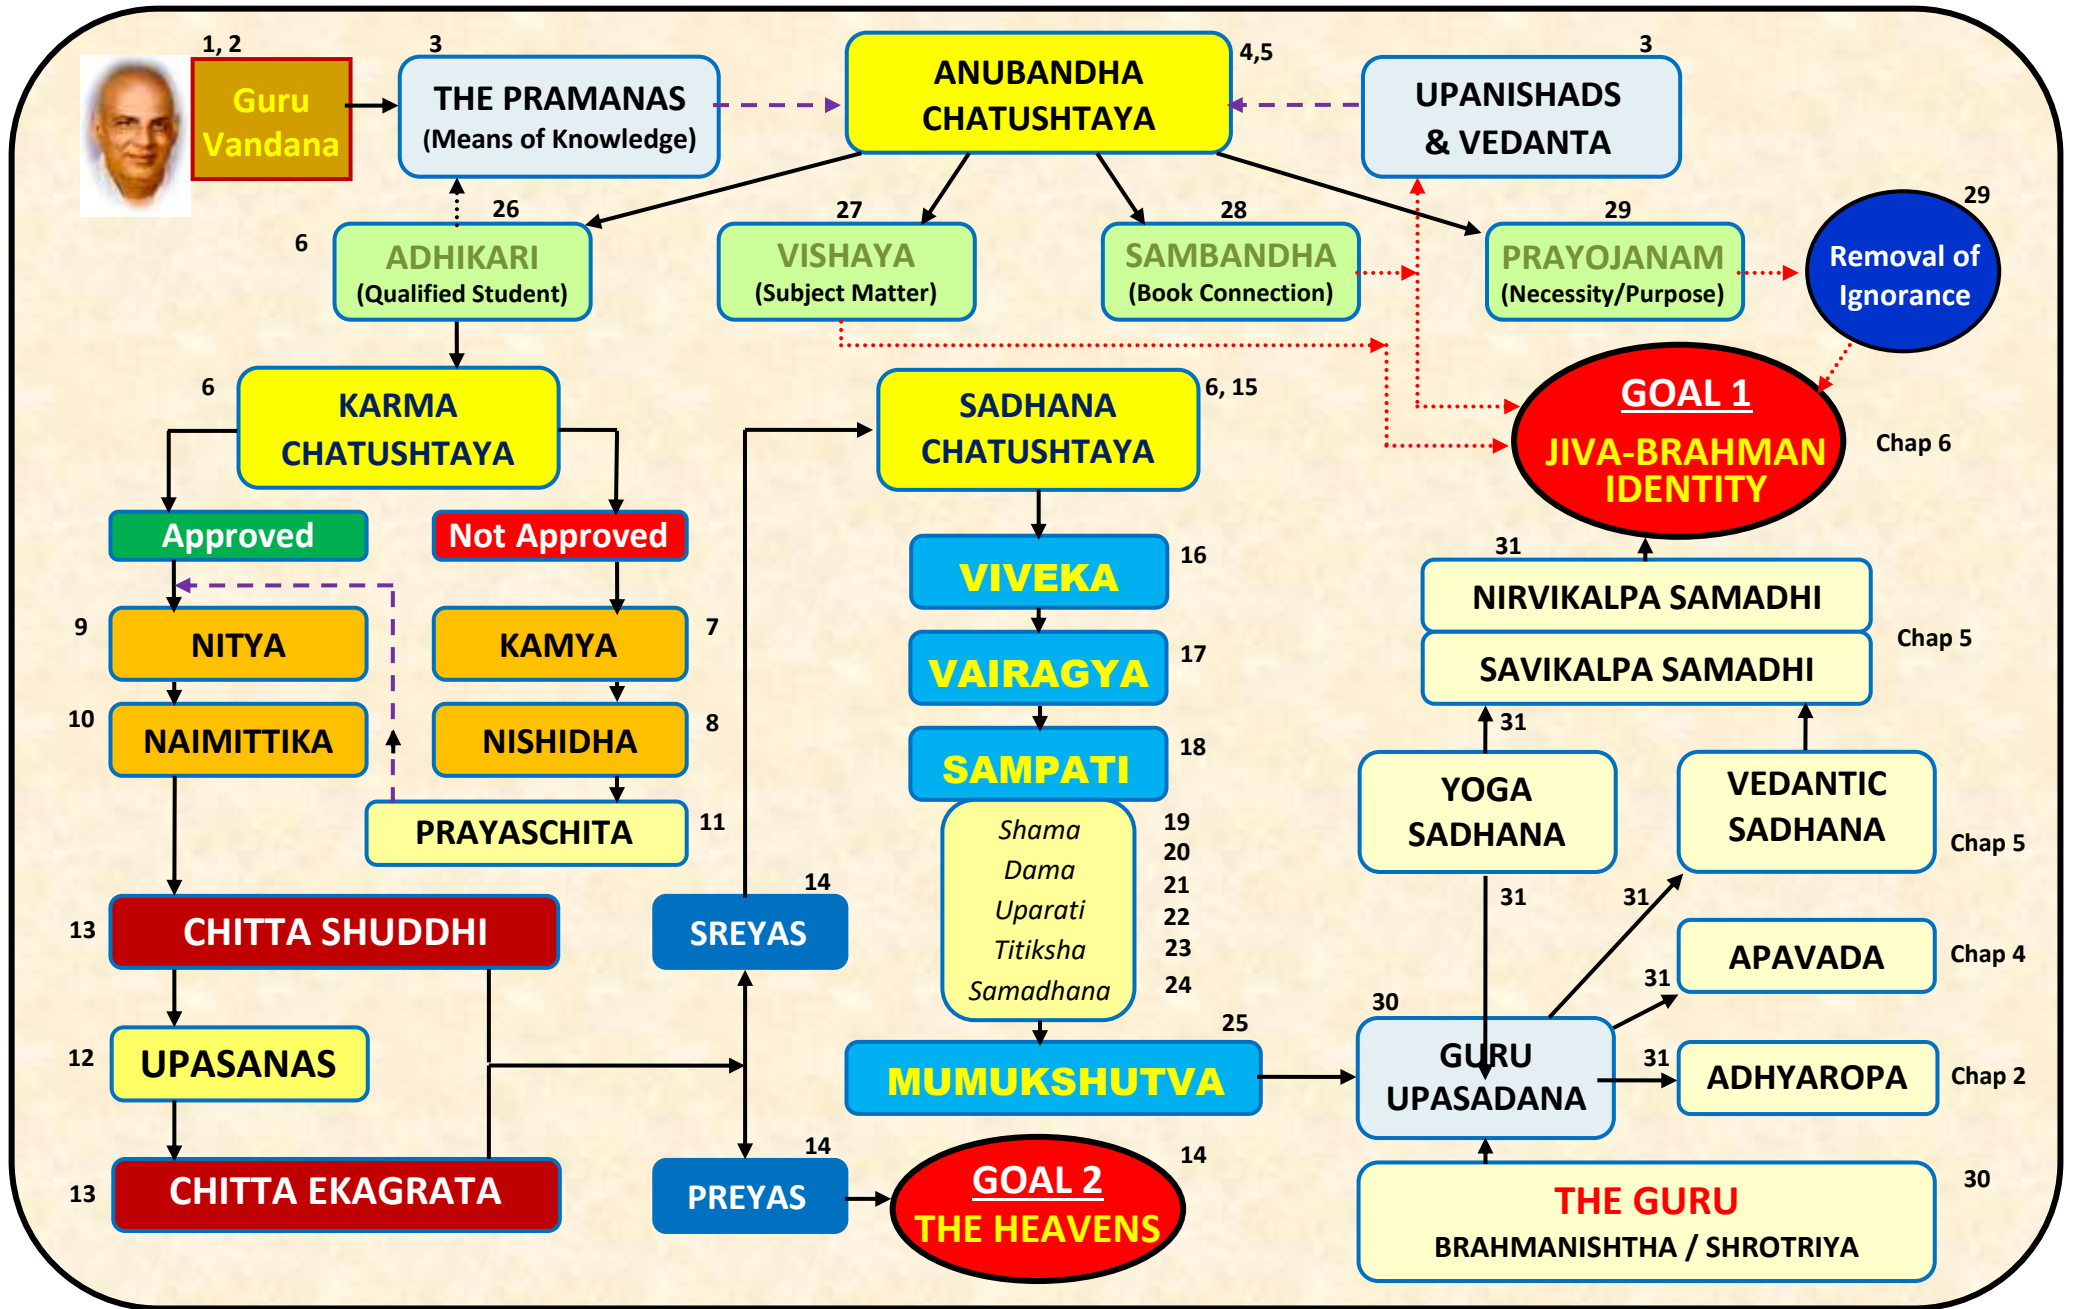 1, 2
Guru
Vandana
3
THE PRAMANAS
(Means of Knowledge)
ANUBANDHA
CHATUSHTAYA
4,5
3
UPANISHADS
& VEDANTA
6
26
ADHIKARI
(Qualified Student)
27
VISHAYA
(Subject Matter)
28
SAMBANDHA
(Book Connection)
29
PRAYOJANAM
(Necessity/Purpose)
29
Removal of
Ignorance
6
KARMA
CHATUSHTAYA
SADHANA
CHATUSHTAYA
6, 15
GOAL 1
JIVA-BRAHMAN
IDENTITY
Chap 6
Approved
Not Approved
9
NITYA
KAMYA
7
10
NAIMITTIKA
NISHIDHA
8
PRAYASCHITA
11
13
CHITTA SHUDDHI
12
UPASANAS
13
CHITTA EKAGRATA
14
SREYAS
14
PREYAS
GOAL 2
THE HEAVENS
14
VIVEKA
16
VAIRAGYA
17
SAMPATI
18
Shama
19
20
Dama
21
Uparati
22
Titiksha
23
Samadhana
24
25
MUMUKSHUTVA
31
NIRVIKALPA SAMADHI
SAVIKALPA SAMADHI
Chap 5
31
YOGA
SADHANA
VEDANTIC
SADHANA
Chap 5
31
31
APAVADA
Chap 4
31
30
GURU
UPASADANA
31
ADHYAROPA
Chap 2
THE GURU
BRAHMANISHTHA / SHROTRIYA
30